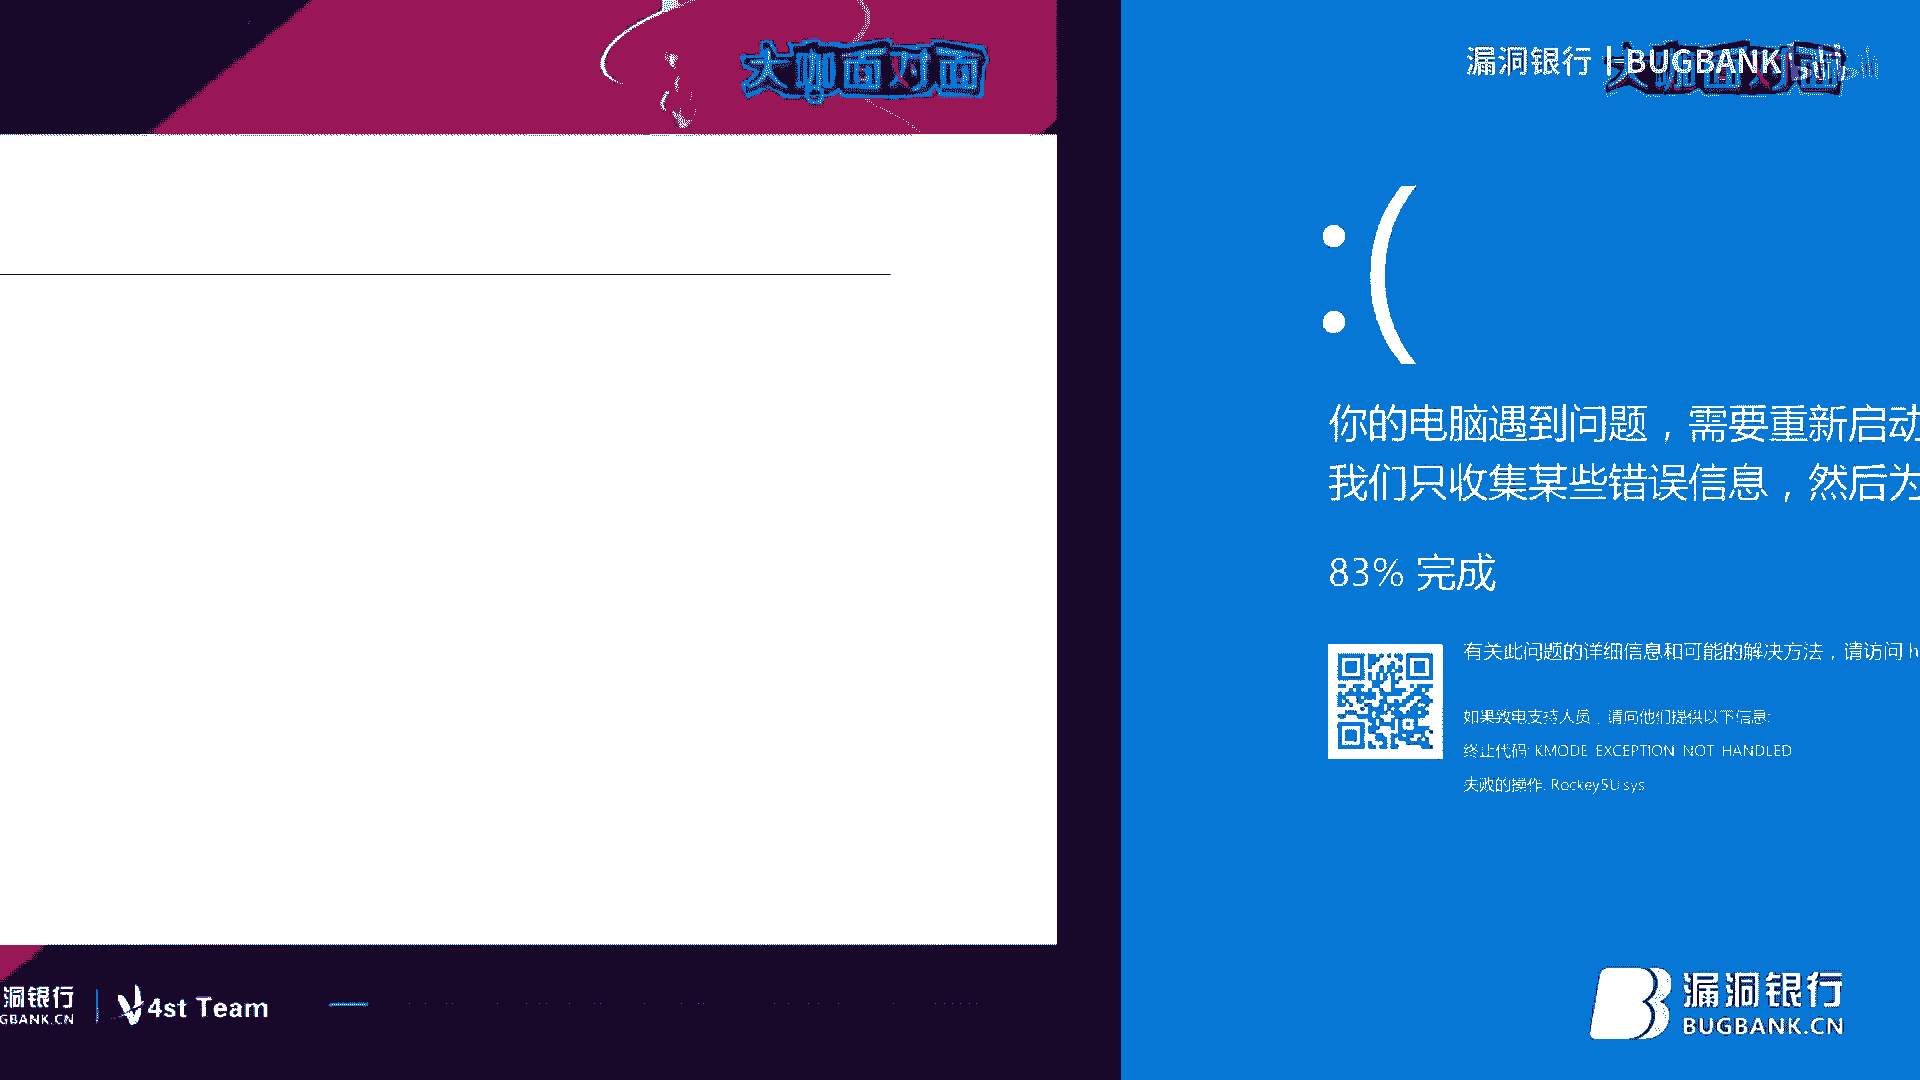 大咖面对面
漏洞银行 | BUGBANK
大咖面对面
:(
你的电脑遇到问题，需要重新启动
我们只收集某些错误信息，然后为
83% 完成
有关此问题的详细信息和可能的解决方法，请访问 h
如果致电支持人员，请向他们提供以下信息:
终止代码: KMODE EXCEPTION NOT HANDLED
失败的操作: Rockey5U.sys
洞银行
GBANK.CN
V4st Team
漏洞银行
BUGBANK.CN